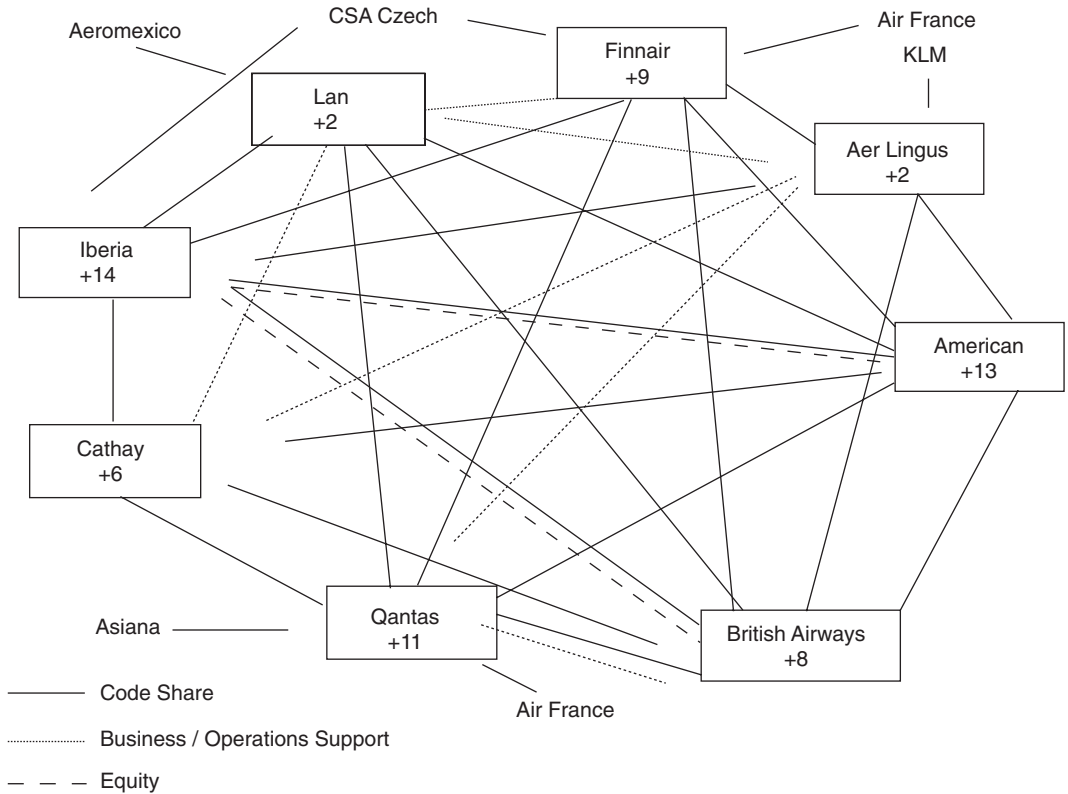 CSA Czech
Air France
Aeromexico
KLM
Finnair
+9
Lan
+2
Aer Lingus
+2
Iberia
+14
American
+13
Cathay
+6
Qantas
+11
British Airways
+8
Asiana
Air France
Code Share
Business / Operations Support
Equity